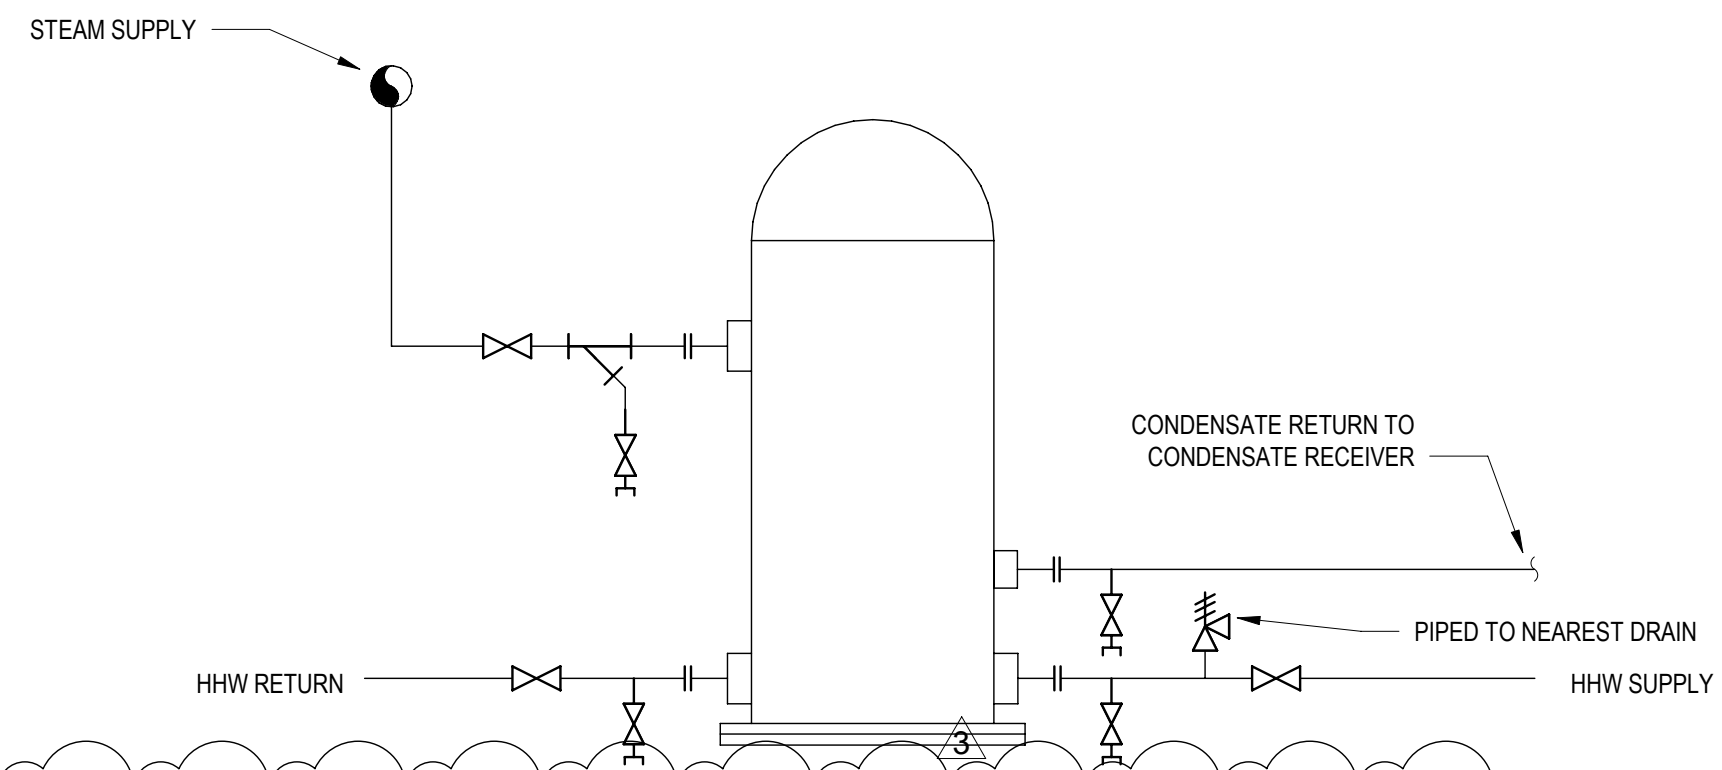 STEAM SUPPLY
CONDENSATE RETURN TO
CONDENSATE RECEIVER
PIPED TO NEAREST DRAIN
HHW RETURN
HHW SUPPLY
3